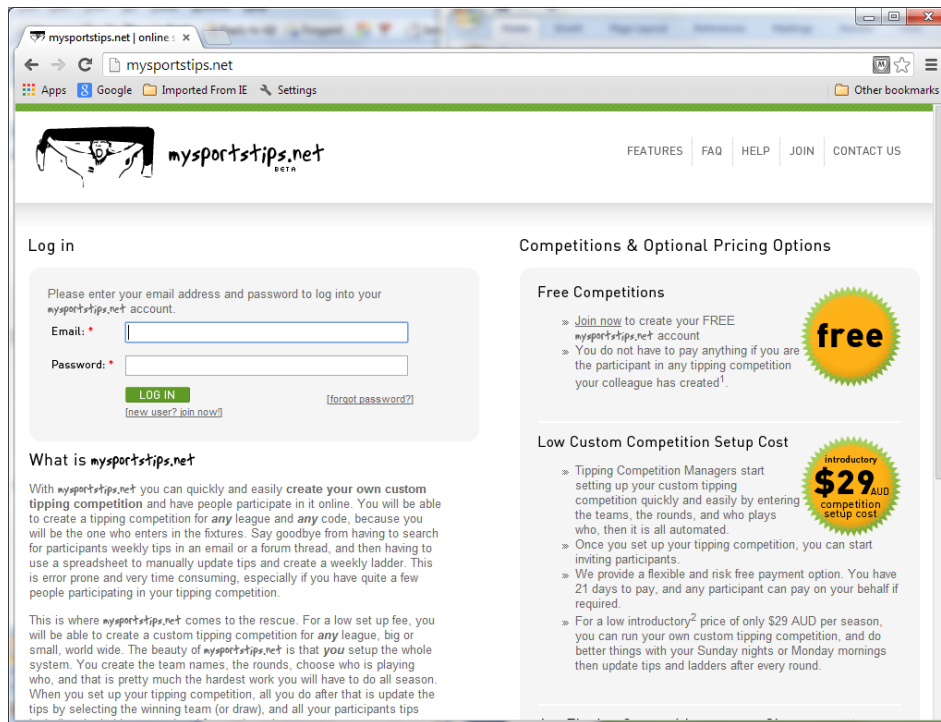 mysportstips.net | online s
mysportstips.net
Apps
Google
Imported From IE
Settings
Other bookmarks
mysportstips.net
BETA
FEATURES
FAQ
HELP
JOIN
CONTACT US
Log in
Please enter your email address and password to log into your
mysportstips.net account.
Email: *
Password: *
LOG IN
[new user? join now!]
[forgot password?]
What is mysportstips.net
With mysportstips.net you can quickly and easily create your own custom
tipping competition and have people participate in it online. You will be able
to create a tipping competition for any league and any code, because you
will be the one who enters in the fixtures. Say goodbye from having to search
for participants weekly tips in an email or a forum thread, and then having to
use a spreadsheet to manually update tips and create a weekly ladder. This
is error prone and very time consuming, especially if you have quite a few
people participating in your tipping competition.
This is where mysportstips.net comes to the rescue. For a low set up fee, you
will be able to create a custom tipping competition for any league, big or
small, world wide. The beauty of mysportstips.net is that you setup the whole
system. You create the team names, the rounds, choose who is playing
who, and that is pretty much the hardest work you will have to do all season.
When you set up your tipping competition, all you do after that is update the
tips by selecting the winning team (or draw), and all your participants tips
Competitions & Optional Pricing Options
Free Competitions
» Join now to create your FREE
mysportstips.net account
» You do not have to pay anything if you are
the participant in any tipping competition
your colleague has created1.
free
Low Custom Competition Setup Cost
» Tipping Competition Managers start
setting up your custom tipping
competition quickly and easily by entering
the teams, the rounds, and who plays
who, then it is all automated.
» Once you set up your tipping competition, you can start
inviting participants.
» We provide a flexible and risk free payment option. You have
21 days to pay, and any participant can pay on your behalf if
required.
» For a low introductory2 price of only $29 AUD per season,
you can run your own custom tipping competition, and do
better things with your Sunday nights or Monday mornings
then update tips and ladders after every round.
introductory
$29 AUD
competition
setup cost